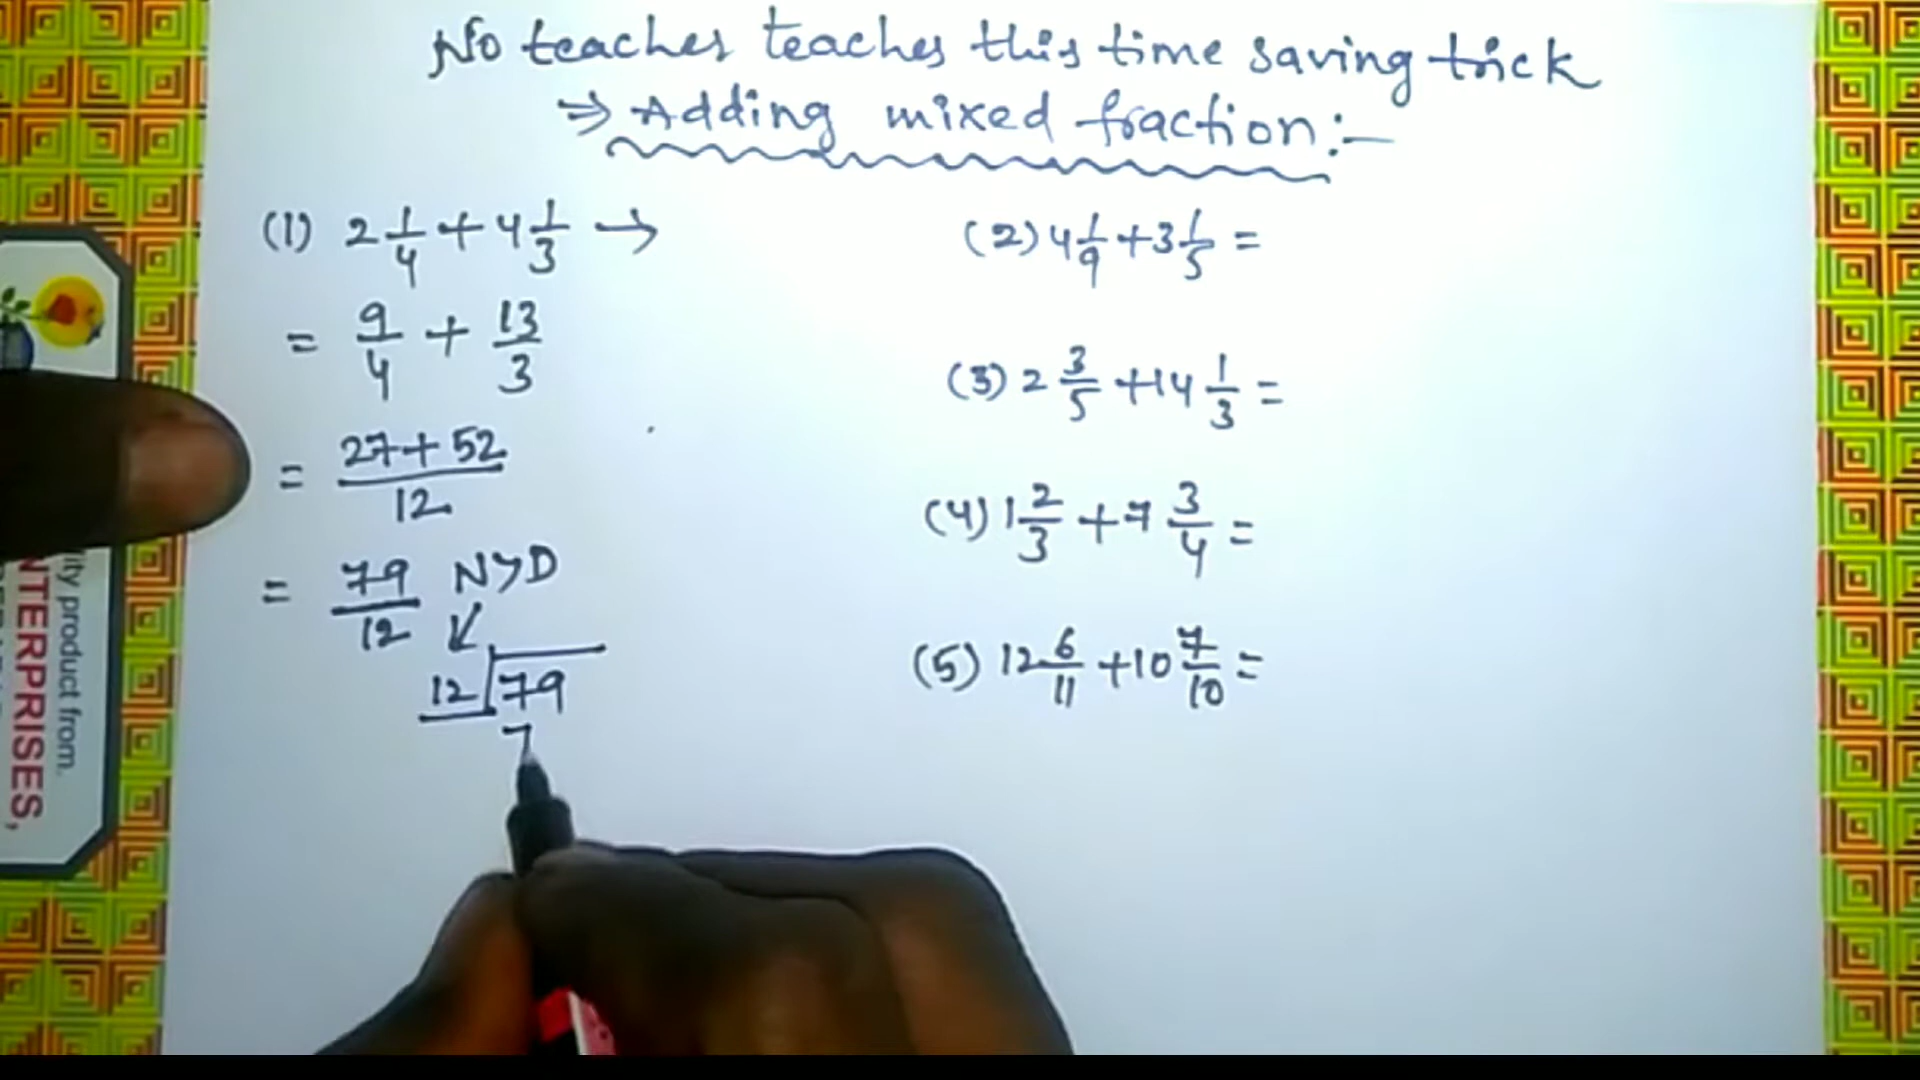 No teacher teaches this time saving trick
⇒ Adding mixed fraction:-
(1) 2 1/4 + 4 1/3 →
= 9/4 + 13/3
= 27+52/12
= 79/12 N>D
↙
12 79
7
(2) 4 1/9 + 3 1/5 =
(3) 2 3/5 + 14 1/3 =
(4) 1 2/3 + 7 3/4 =
(5) 12 6/11 + 10 7/10 =
ity product from.
NTERPRISES,